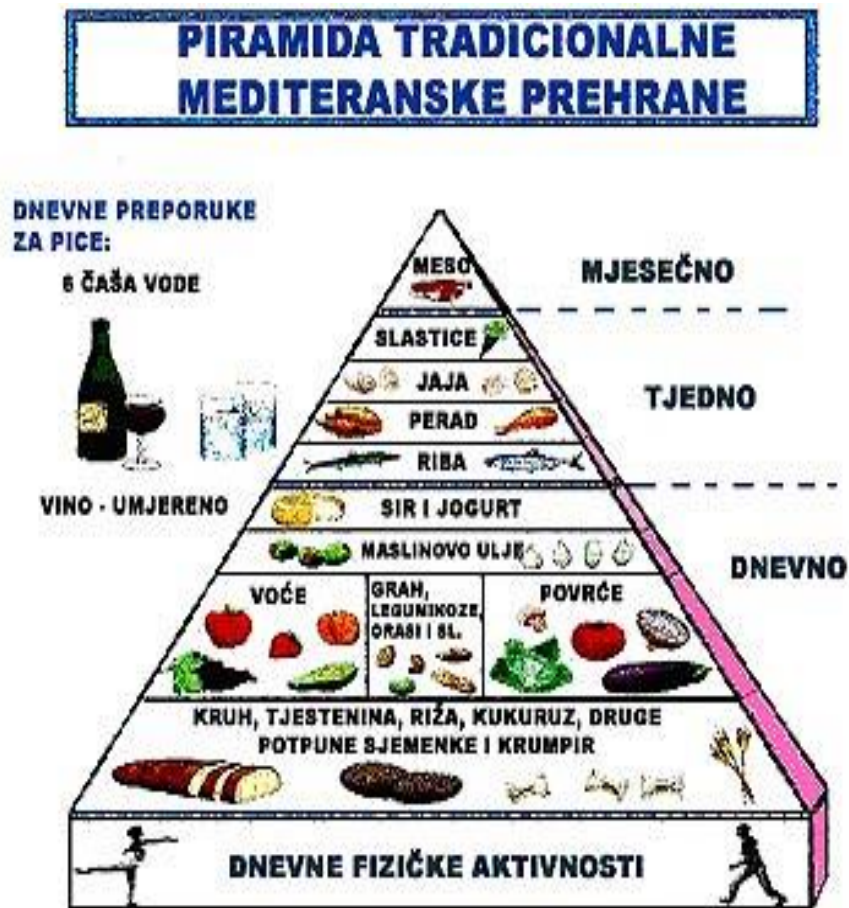 PIRAMIDA TRADICIONALNE
MEDITERANSKE PREHRANE
DNEVNE PREPORUKE
ZA PICE:
6 ČAŠA VODE
VINO - UMJERENO
MESO
MJESEČNO
SLASTICE
JAJA
TJEDNO
PERAD
RIBA
SIR I JOGURT
MASLINOVO ULJE
DNEVNO
VOĆE
GRAH,
LEGUMIKOZE,
ORASI I SL.
POVRĆE
KRUH, TJESTENINA, RIŽA, KUKURUZ, DRUGE
POTPUNE SJEMENKE I KRUMPIR
DNEVNE FIZIČKE AKTIVNOSTI